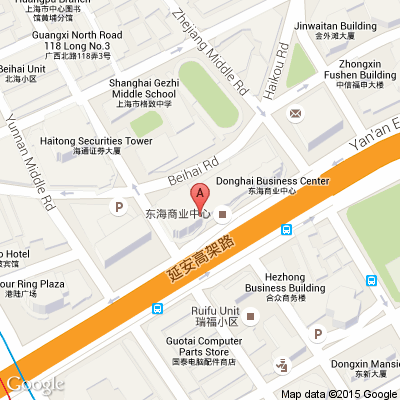 Huangpu District
上海市中心图书
馆黄埔分馆
Guangxi North Road
118 Long No.3
广西北路118弄3号
Beihai Unit
北海小区
Zhejiang Middle Rd
Jinwaitan Building
金外滩大厦
Zhongxin
Fushen Building
中信福申大楼
Shanghai Gezhi
Middle School
上海市格致中学
Haikou Rd
Haitong Securities Tower
海通证券大厦
Yunnan Middle Rd
Beihai Rd
Yan'an E
A
Donghai Business Center
东海商业中心
P
东海商业中心
延安高架路
Hotel
宾馆
our Ring Plaza
港陆广场
Hezhong
Business Building
合众商务楼
Ruifu Unit
瑞福小区
P
Guotai Computer
Parts Store
国泰电脑配件商店
Dongxin Mansi
东新大厦
Google
Map data ©2015 Google